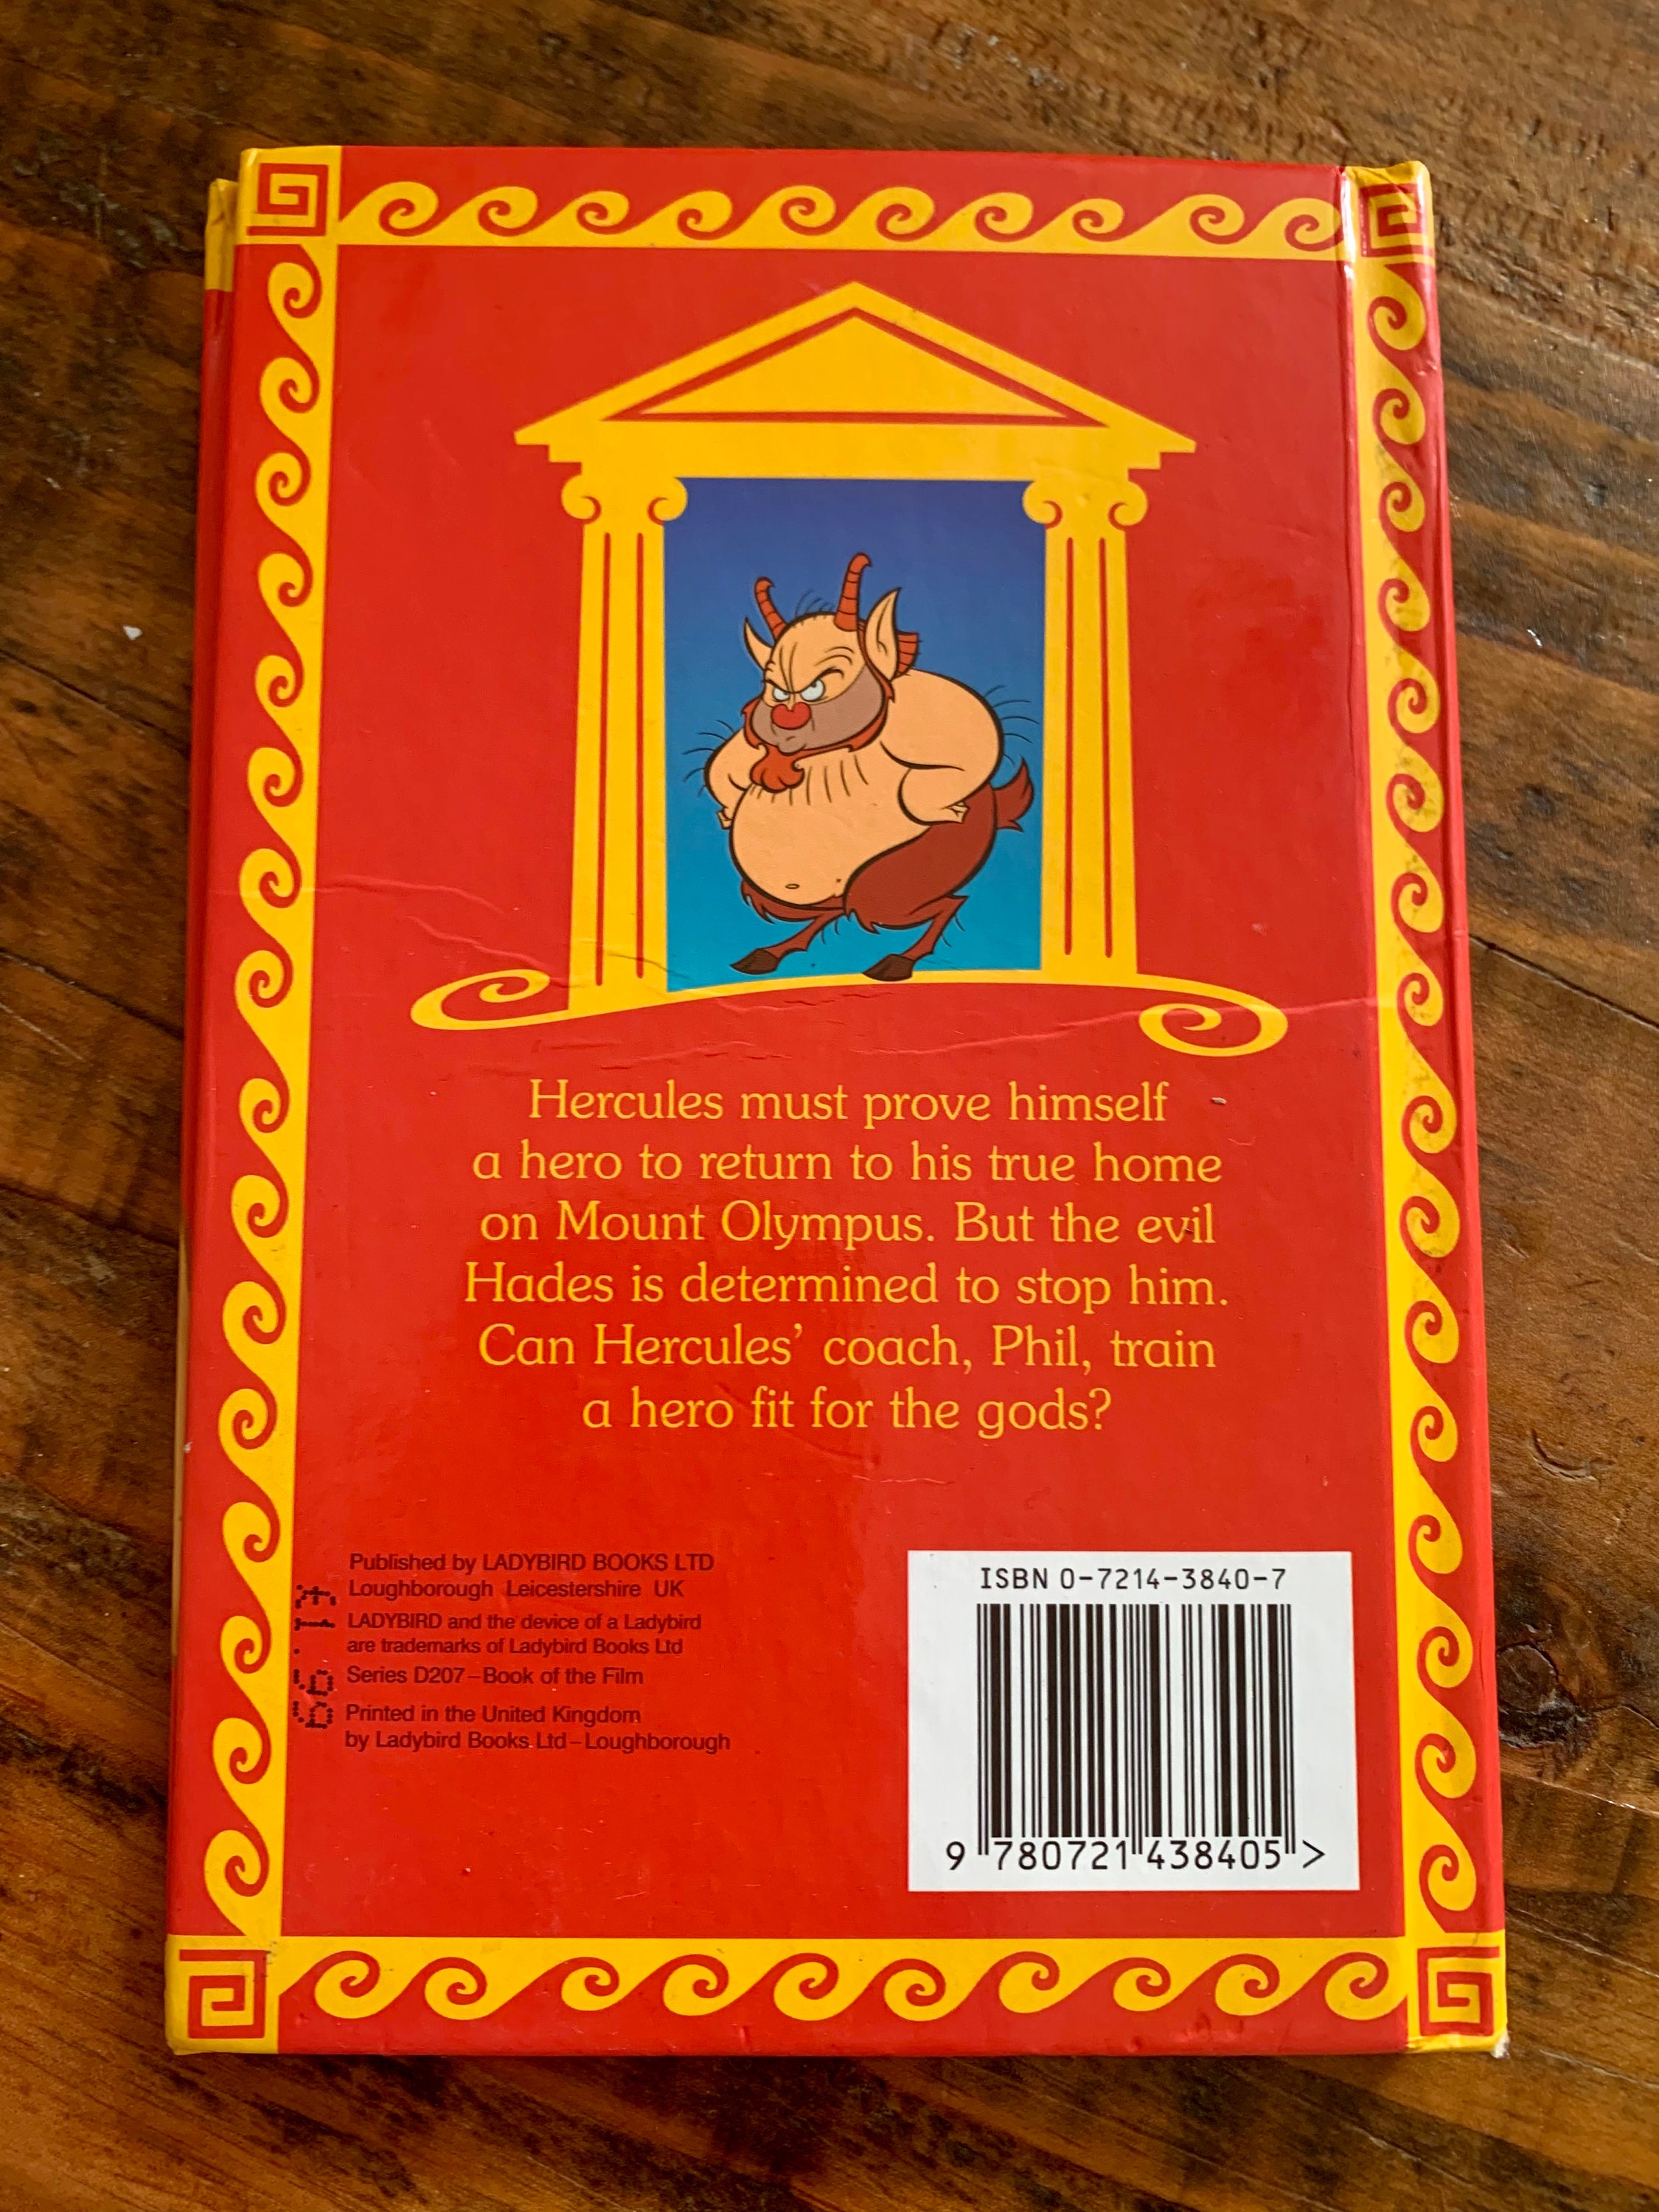 Hercules must prove himself
a hero to return to his true home
on Mount Olympus. But the evil
Hades is determined to stop him.
Can Hercules’ coach, Phil, train
a hero fit for the gods?
Published by LADYBIRD BOOKS LTD
Loughborough Leicestershire UK
LADYBIRD and the device of a Ladybird
are trademarks of Ladybird Books Ltd
Series D207–Book of the Film
Printed in the United Kingdom
by Ladybird Books Ltd–Loughborough
ISBN 0-7214-3840-7
9 780721 438405 >